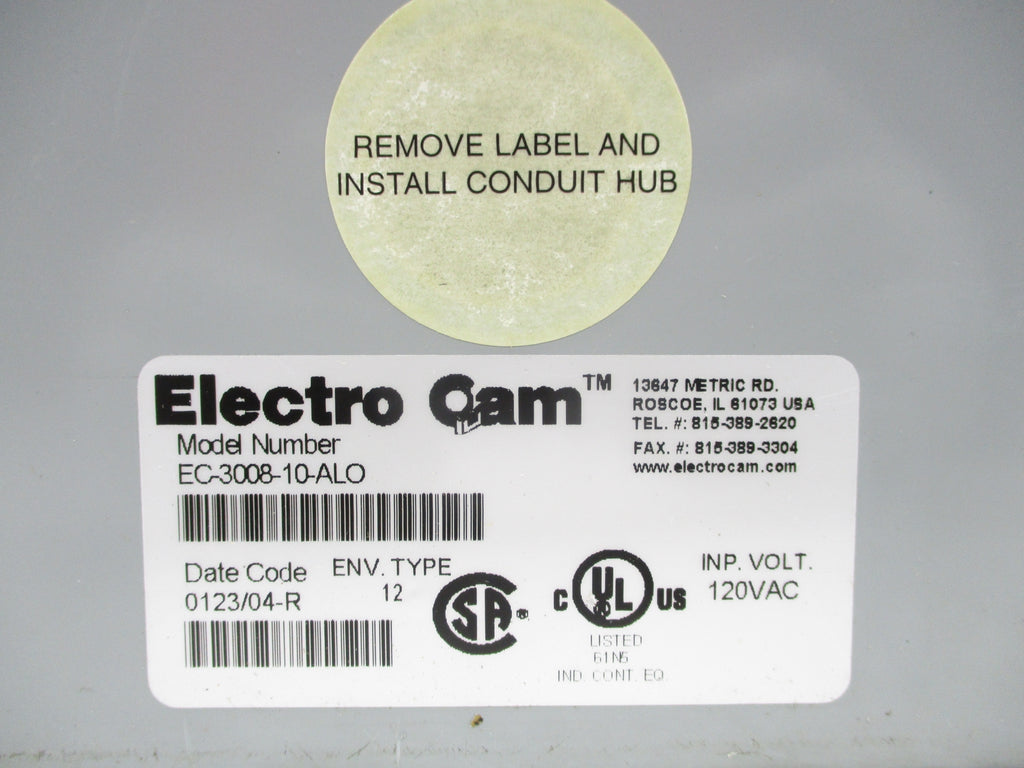 REMOVE LABEL AND
INSTALL CONDUIT HUB
Electro Cam™
13647 METRIC RD.
ROSCOE, IL 61073 USA
TEL. #: 815-389-2620
FAX. #: 815-389-3304
www.electrocam.com
Model Number
EC-3008-10-ALO
Date Code
0123/04-R
ENV. TYPE
12
SA®
C UL US
LISTED
61N5
IND. CONT. EQ.
INP. VOLT.
120VAC